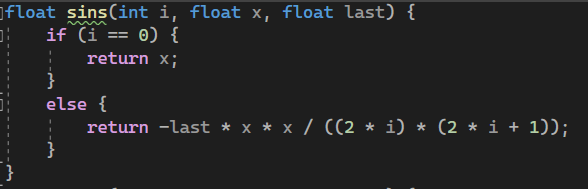 float sins(int i, float x, float last) {
    if (i == 0) {
        return x;
    }
    else {
        return -last * x * x / ((2 * i) * (2 * i + 1));
    }
}